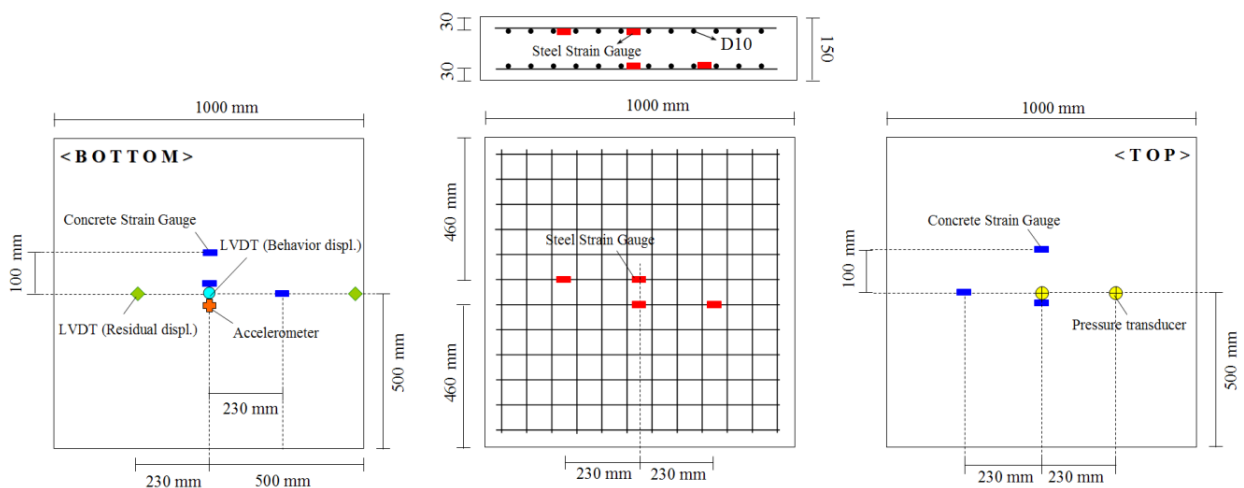 30
30
Steel Strain Gauge
D10
150
1000 mm
1000 mm
1000 mm
< B O T T O M >
Concrete Strain Gauge
LVDT (Behavior displ.)
100 mm
LVDT (Residual displ.)
Accelerometer
230 mm
500 mm
230 mm
500 mm
460 mm
Steel Strain Gauge
460 mm
230 mm
230 mm
< T O P >
Concrete Strain Gauge
100 mm
Pressure transducer
500 mm
230 mm
230 mm